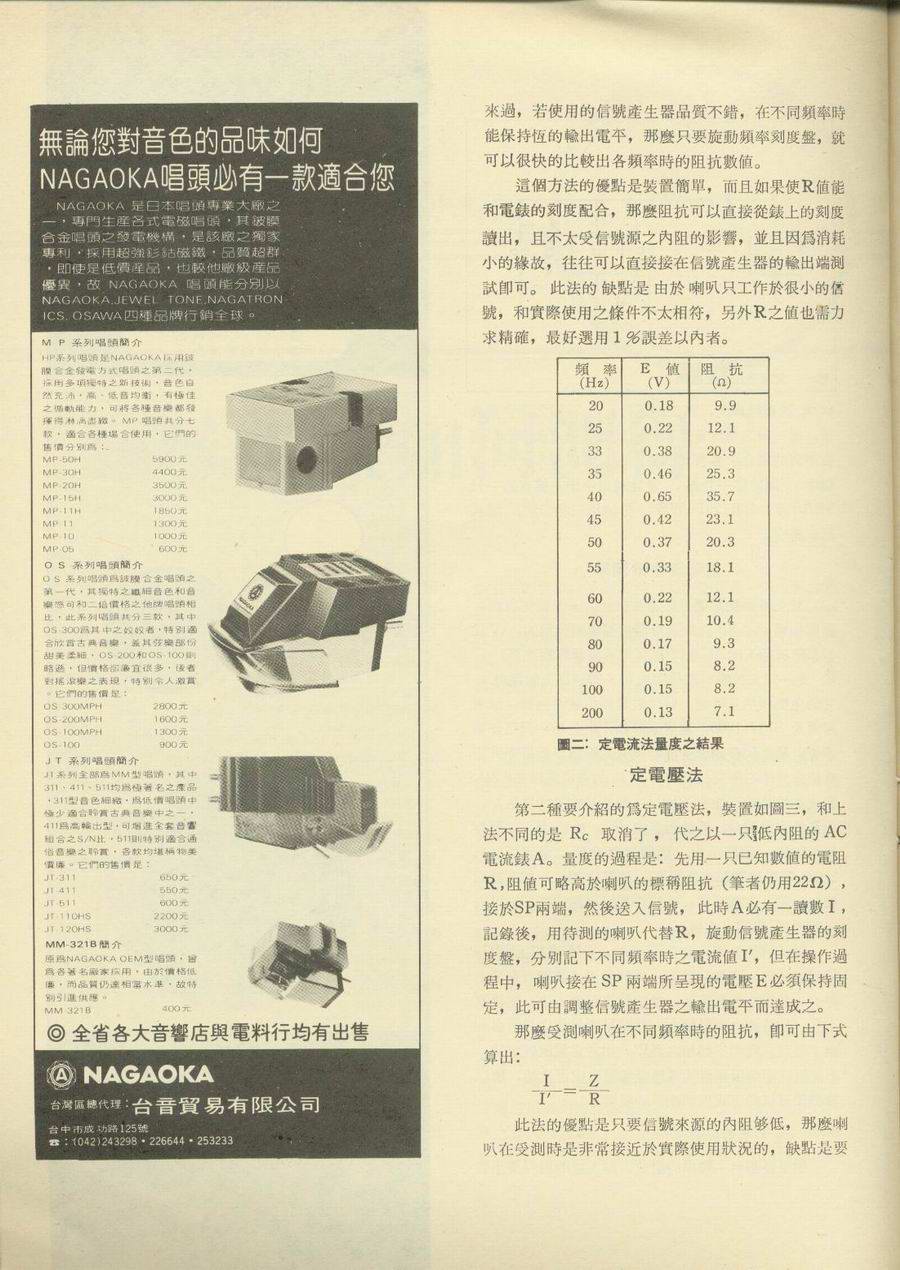 無論您對音色的品味如何
NAGAOKA唱頭必有一款適合您
NAGAOKA 是日本唱頭專業大廠之
一，專門生產各式電磁唱頭，其鈹膜
合金唱頭之發電機構，是該廠之獨家
專利，採用超強釤鈷磁鐵，品質超群
，即使是低價產品，也較他廠級產品
優異，故 NAGAOKA 唱頭能分別以
NAGAOKA,JEWEL TONE,NAGATRON
ICS, OSAWA四種品牌行銷全球。
M P 系列唱頭簡介
HP系列唱頭是NAGAOKA採用鈹
膜合金發電方式唱頭之第二代，
採用多項獨特之新技術，音色自
然充沛，高、低音均衡，有極佳
之循軌能力，可將各種音樂都發
揮得淋漓盡緻。MP唱頭共分七
款，適合各種場合使用，它們的
售價分別為：
MP-50H 5900元
MP-30H 4400元
MP-20H 3500元
MP-15H 3000元
MP-11H 1850元
MP-11 1300元
MP-10 1000元
MP-05 600元
O S 系列唱頭簡介
O S 系列唱頭為鈹膜合金唱頭之
第一代，其獨特之纖細音色和音
樂感可和二倍價格之他牌唱頭相
比，此系列唱頭共分三款，其中
OS-300為其中之姣姣者，特別適
合欣賞古典音樂，蓋其弦樂部份
甜美柔細，OS-200和OS-100則
略遜，但價格卻廉宜很多，後者
對搖滾樂之表現，特別令人激賞
。它們的售價是：
OS-300MPH 2800元
OS-200MPH 1600元
OS-100MPH 1300元
OS-100 900元
J T 系列唱頭簡介
JT系列全部為MM型唱頭，其中
311、411、511均為極著名之產品
，311型音色細緻，為低價唱頭中
極少適合聆賞古典音樂中之一，
411為高輸出型，可增進全套音響
組合之S/N比，511則特別適合通
俗音樂之聆賞，各款均堪稱物美
價廉。它們的售價是：
JT-311 650元
JT-411 550元
JT-511 600元
JT-110HS 2200元
JT-120HS 3000元
MM-321B簡介
原為NAGAOKA OEM型唱頭，曾
為各著名廠家採用，由於價格低
廉，而品質仍達相當水準，故特
別引進供應。
MM-321B 400元
NAGAOKA
◎ 全省各大音響店與電料行均有出售
NAGAOKA
台灣區總代理：台音貿易有限公司
台中市成功路125號
☎：(042)243298・226644・253233
來過，若使用的信號產生器品質不錯，在不同頻率時
能保持恆的輸出電平，那麼只要旋動頻率刻度盤，就
可以很快的比較出各頻率時的阻抗數值。
這個方法的優點是裝置簡單，而且如果使R值能
和電錶的刻度配合，那麼阻抗可以直接從錶上的刻度
讀出，且不太受信號源之內阻的影響，並且因為消耗
小的緣故，往往可以直接接在信號產生器的輸出端測
試即可。此法的缺點是由於喇叭只工作於很小的信
號，和實際使用之條件不太相符，另外R之值也需力
求精確，最好選用1%誤差以內者。
頻 率 E 值 阻 抗
(Hz) (V) (Ω)
20 0.18 9.9
25 0.22 12.1
33 0.38 20.9
35 0.46 25.3
40 0.65 35.7
45 0.42 23.1
50 0.37 20.3
55 0.33 18.1
60 0.22 12.1
70 0.19 10.4
80 0.17 9.3
90 0.15 8.2
100 0.15 8.2
200 0.13 7.1
圖二：定電流法量度之結果
定電壓法
第二種要介紹的為定電壓法，裝置如圖三，和上
法不同的是 Rc 取消了，代之以一只低內阻的 AC
電流錶A。量度的過程是：先用一只已知數值的電阻
R,阻值可略高於喇叭的標稱阻抗（筆者仍用22Ω），
接於SP兩端，然後送入信號，此時A必有一讀數I，
記錄後，用待測的喇叭代替R，旋動信號產生器的刻
度盤，分別記下不同頻率時之電流值I′，但在操作過
程中，喇叭接在 SP 兩端所呈現的電壓E必須保持固
定，此可由調整信號產生器之輸出電平而達成之。
那麼受測喇叭在不同頻率時的阻抗，即可由下式
算出：
I/I′=Z/R
此法的優點是只要信號來源的內阻夠低，那麼喇
叭在受測時是非常接近於實際使用狀況的，缺點是要